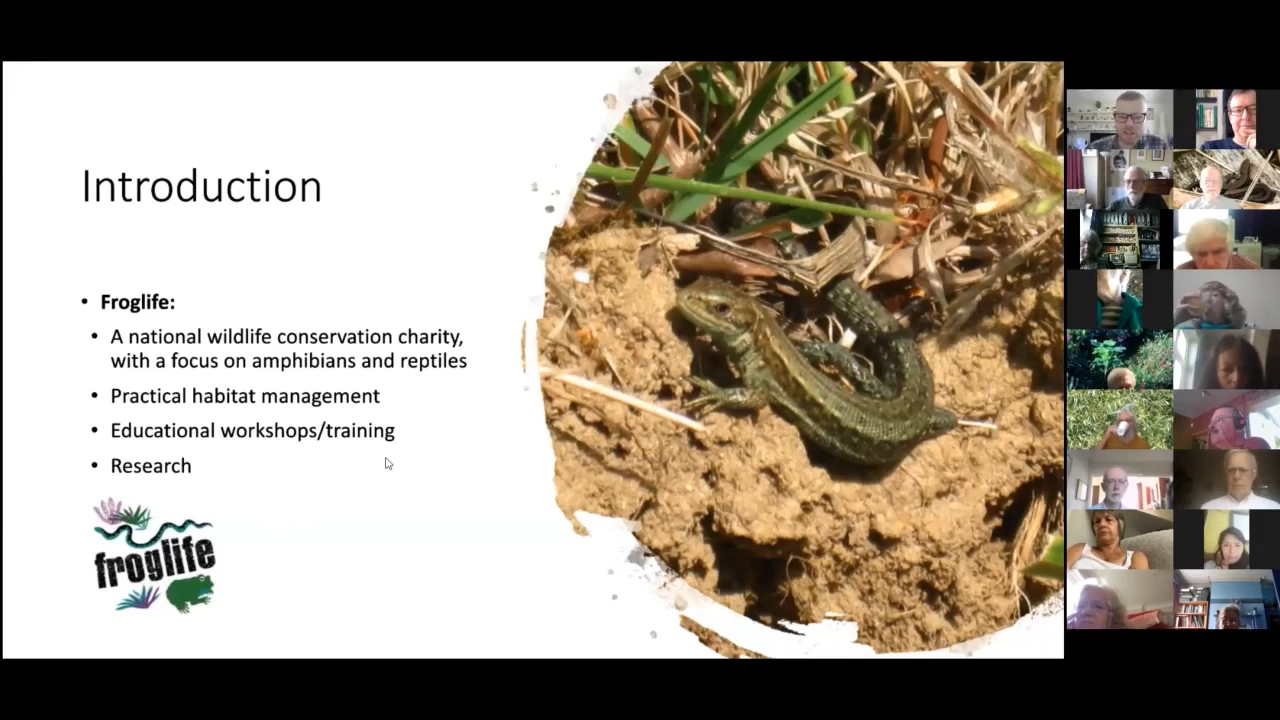 Introduction
• Froglife:
• A national wildlife conservation charity,
with a focus on amphibians and reptiles
• Practical habitat management
• Educational workshops/training
• Research
froglife